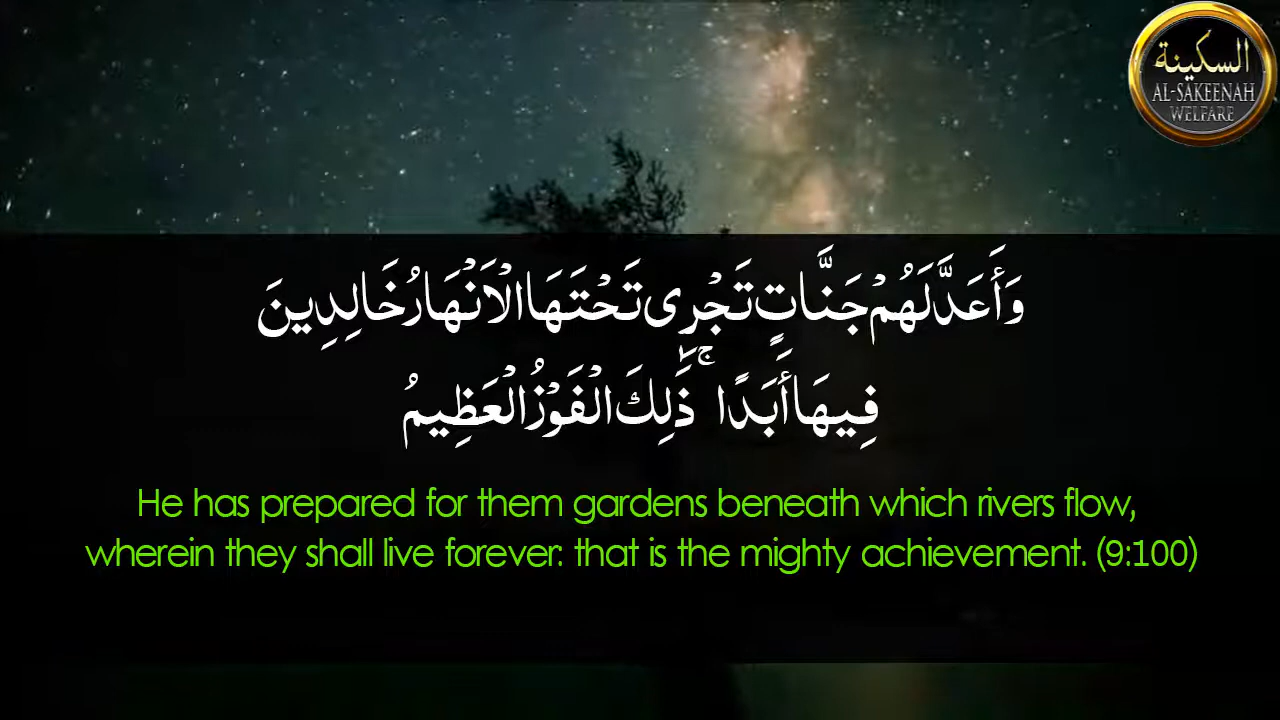 السكينة
AL-SAKEENAH
WELFARE
وَأَعَدَّ لَهُمْ جَنَّاتٍ تَجْرِى تَحْتَهَا الْأَنْهَارُ خَالِدِينَ
فِيهَا أَبَدًا ۚ ذَٰلِكَ الْفَوْزُ الْعَظِيمُ
He has prepared for them gardens beneath which rivers flow,
wherein they shall live forever: that is the mighty achievement. (9:100)